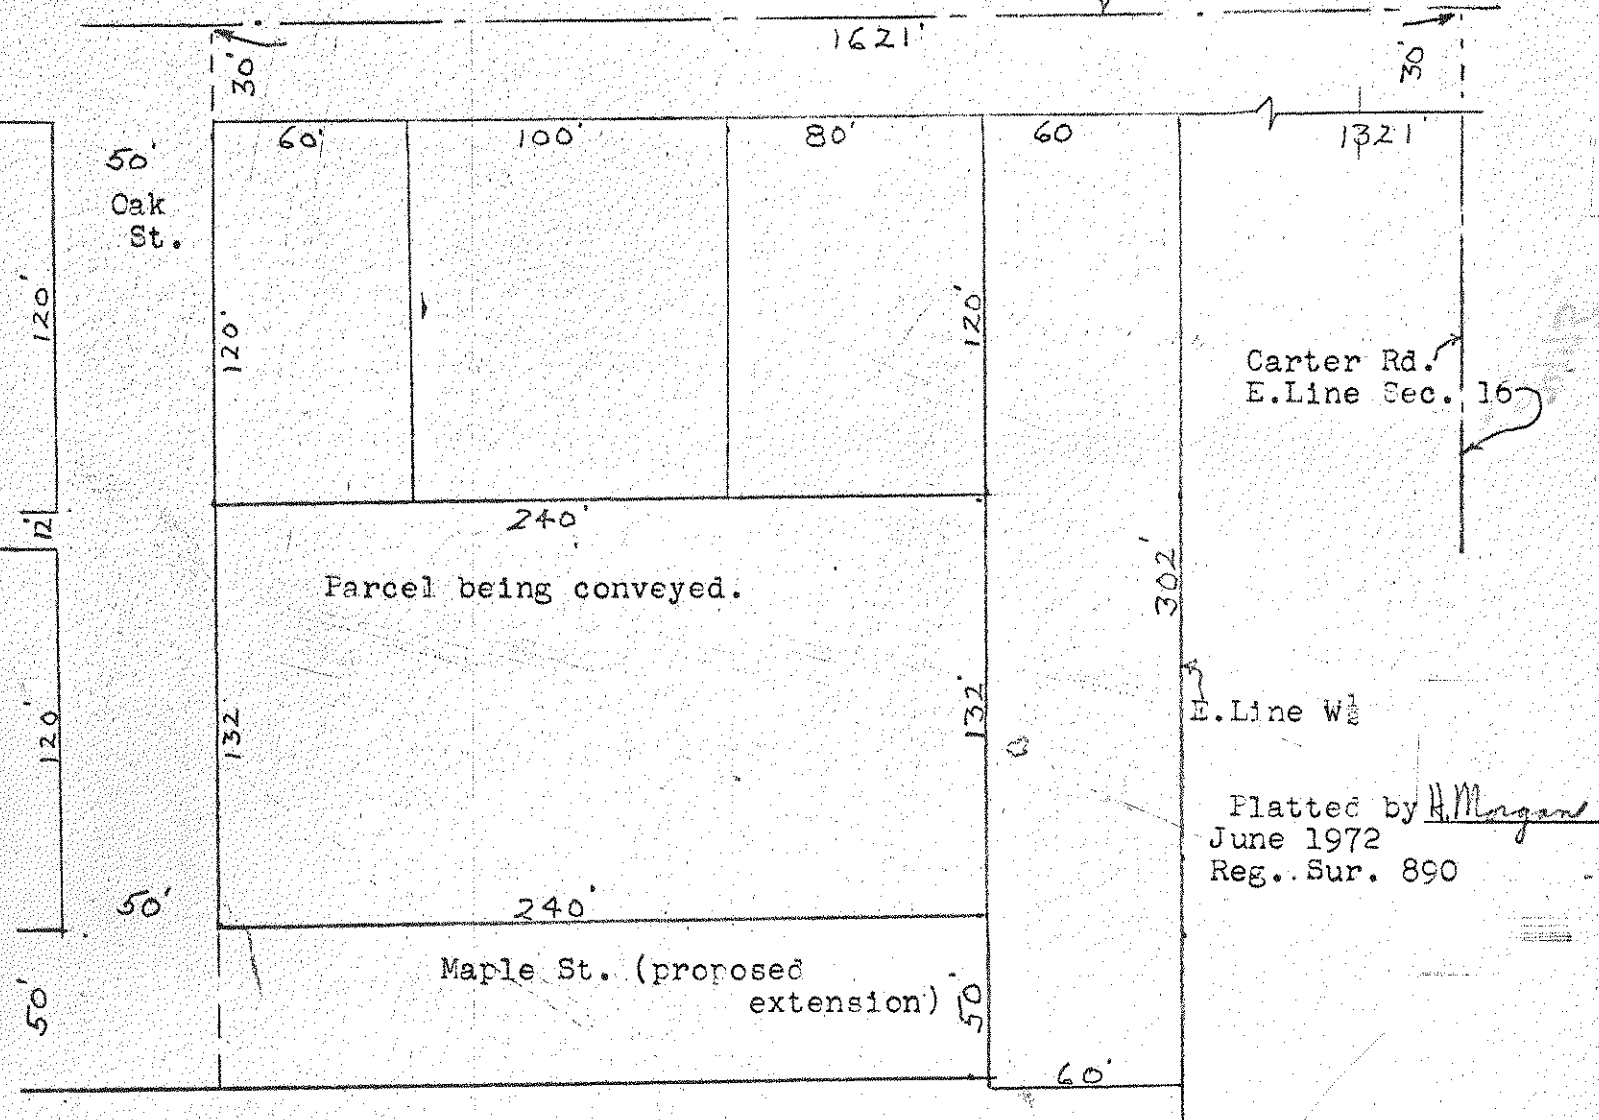 1621'
30'
30'
60'
100'
80'
60
1321'
50'
Oak
St.
120'
120'
120'
Carter Rd.
E.Line Sec. 16
12'
240'
Parcel being conveyed.
302'
120'
132
132'
E.Line W½
Platted by H.Morgan
June 1972
Reg. Sur. 890
50'
240'
Maple St. (proposed
extension)
50'
50'
60'